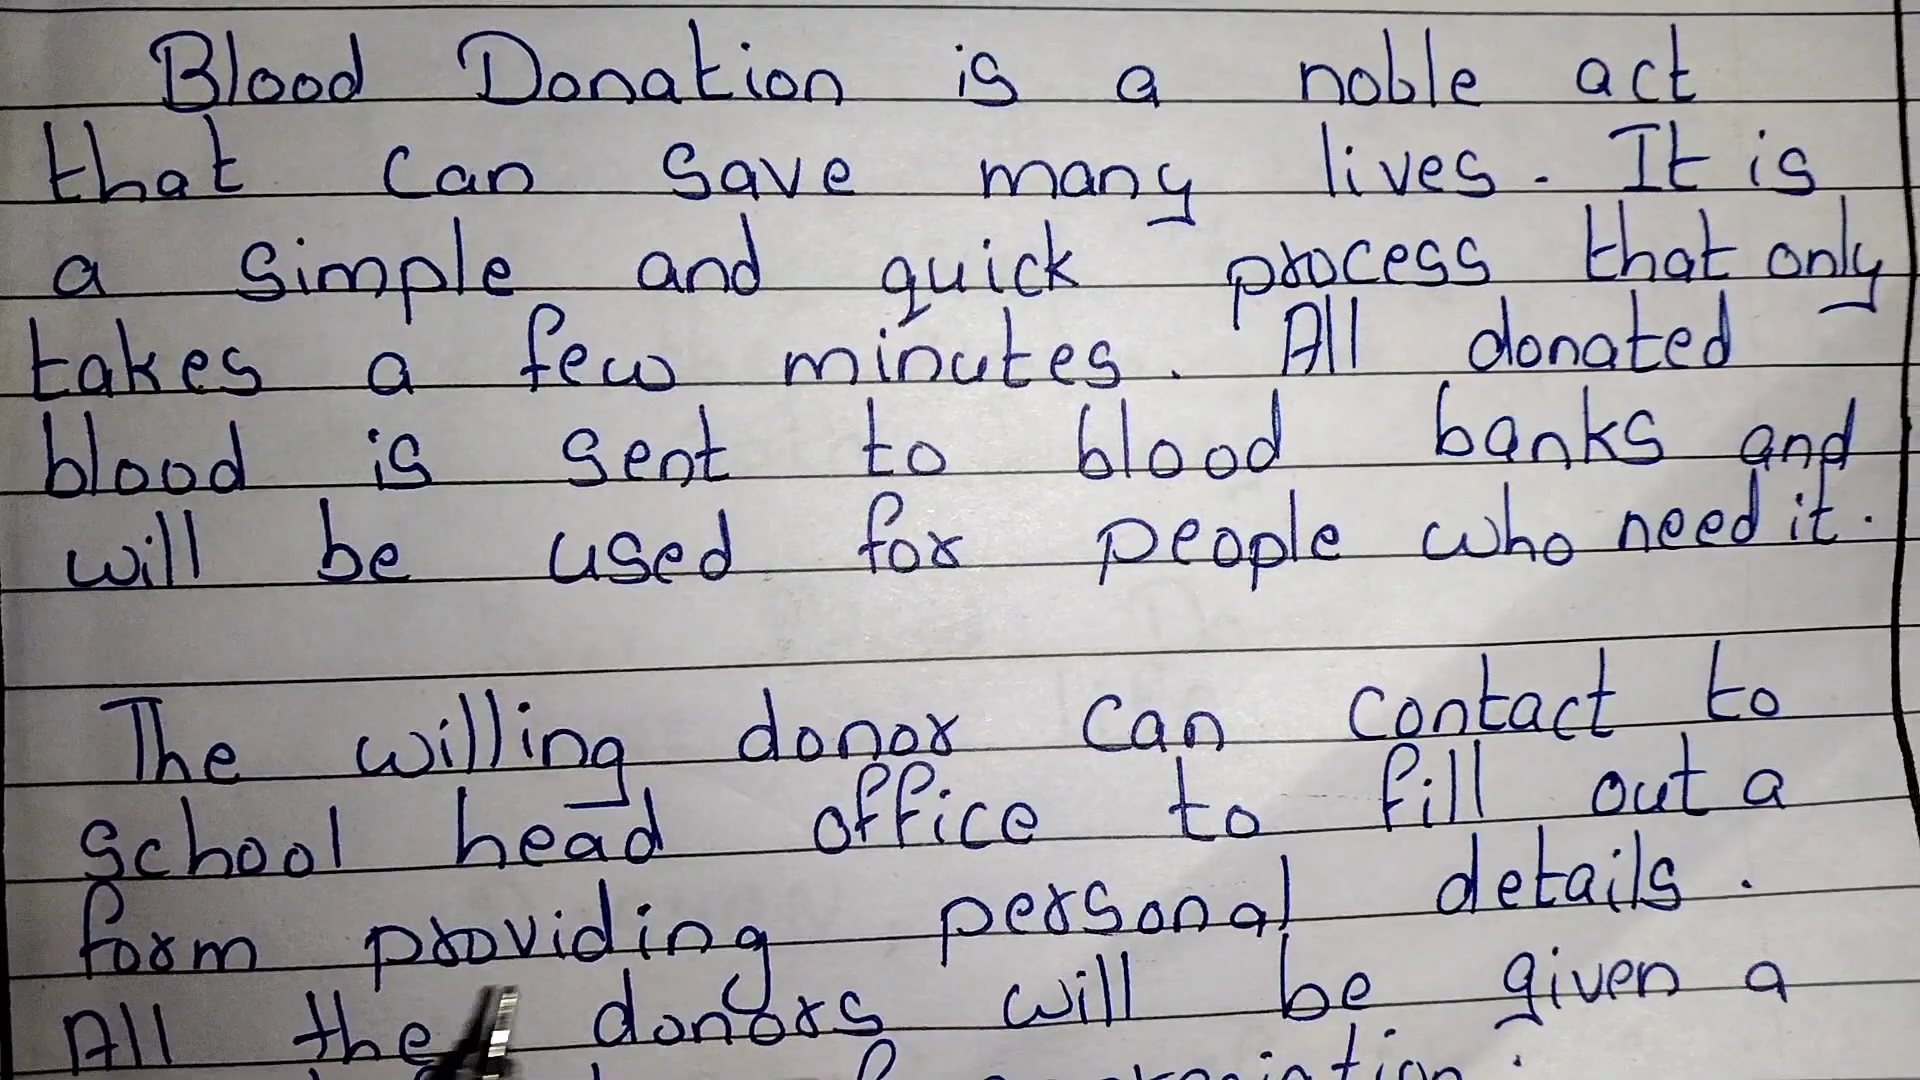 Blood Donation is a noble act
that can save many lives. It is
a simple and quick process that only
takes a few minutes. All donated
blood is sent to blood banks and
will be used for people who need it.
The willing donor can contact to
school head office to fill out a
form providing personal details.
All the donors will be given a